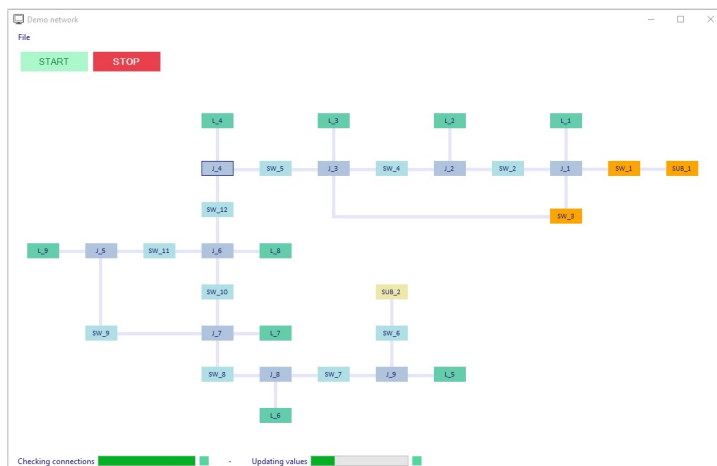 Demo network
File
START STOP
L_4 L_3 L_2 L_1
J_4 SW_5 J_3 SW_4 J_2 SW_2 J_1 SW_1 SUB_1
SW_12 SW_3
L_9 J_5 SW_11 J_6 L_8
SW_10 SUB_2
SW_9 J_7 L_7 SW_6
SW_8 J_8 SW_7 J_9 L_5
L_6
Checking connections - Updating values